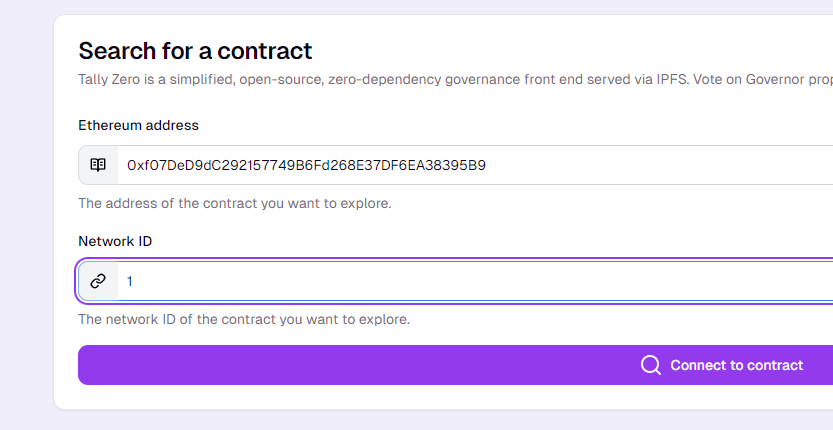 Search for a contract
Tally Zero is a simplified, open-source, zero-dependency governance front end served via IPFS. Vote on Governor
Ethereum address
0xf07DeD9dC292157749B6Fd268E37DF6EA38395B9
The address of the contract you want to explore.
Network ID
1
The network ID of the contract you want to explore.
Connect to contract